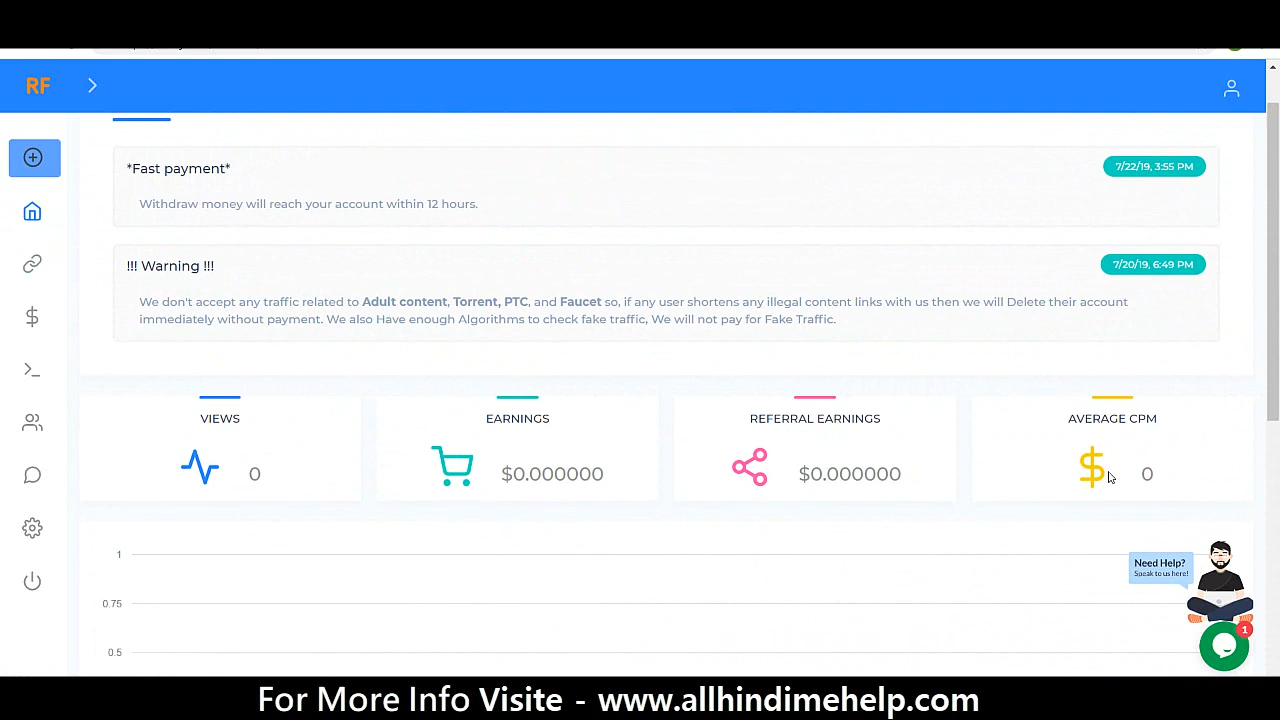 RF
*Fast payment*
7/22/19, 3:55 PM
Withdraw money will reach your account within 12 hours.
!!! Warning !!!
7/20/19, 6:49 PM
We don't accept any traffic related to Adult content, Torrent, PTC, and Faucet so, if any user shortens any illegal content links with us then we will Delete their account
immediately without payment. We also Have enough Algorithms to check fake traffic, We will not pay for Fake Traffic.
VIEWS
0
EARNINGS
$0.000000
REFERRAL EARNINGS
$0.000000
AVERAGE CPM
0
1
0.75
0.5
Need Help?
Speak to us here!
1
For More Info Visite - www.allhindimehelp.com